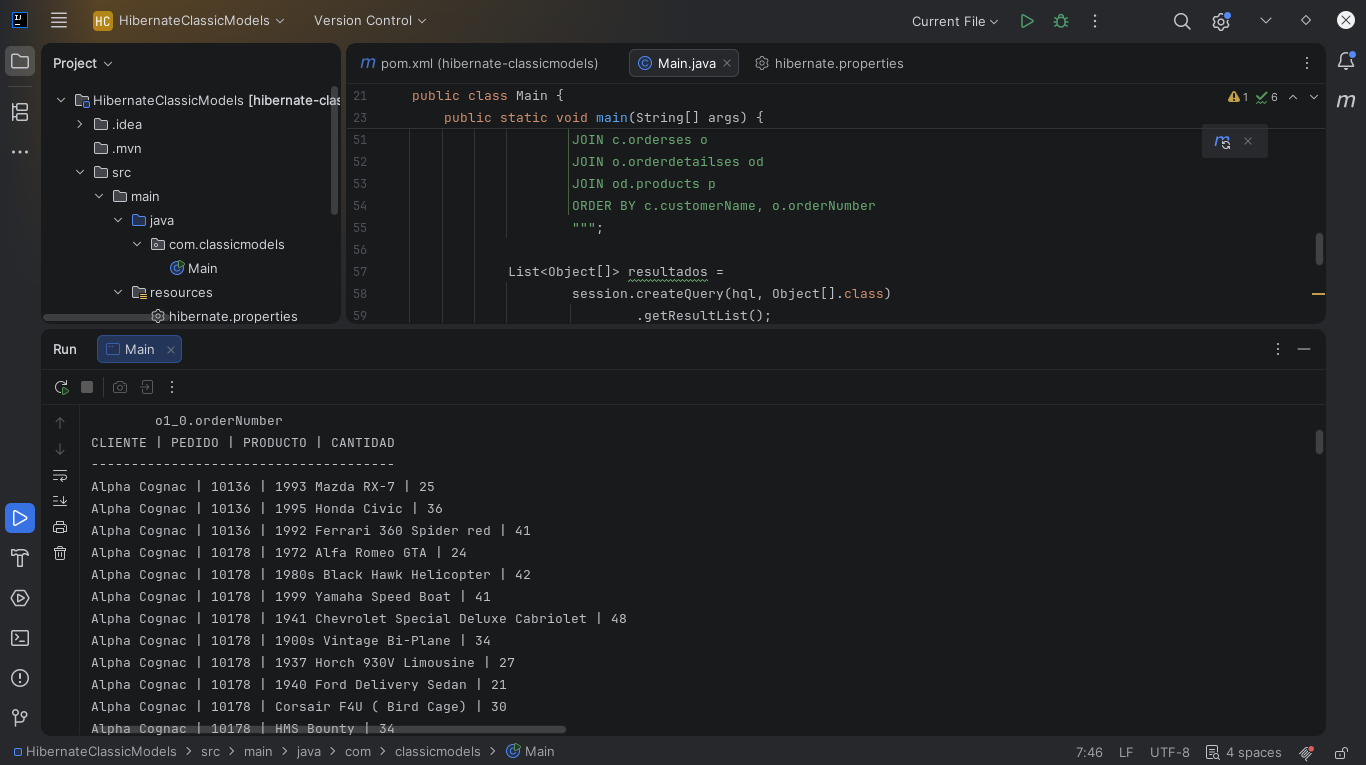 HC HibernateClassicModels Version Control Current File
Project
HibernateClassicModels [hibernate-clas
.idea
.mvn
src
main
java
com.classicmodels
Main
resources
hibernate.properties
pom.xml (hibernate-classicmodels) Main.java hibernate.properties
21 public class Main {
1 6
23 public static void main(String[] args) {
51 JOIN c.orderses o
52 JOIN o.orderdetailses od
53 JOIN od.products p
54 ORDER BY c.customerName, o.orderNumber
55 """;
56
57 List<Object[]> resultados =
58 session.createQuery(hql, Object[].class)
59 .getResultList();
Run Main
o1_0.orderNumber
CLIENTE | PEDIDO | PRODUCTO | CANTIDAD
--------------------------------------
Alpha Cognac | 10136 | 1993 Mazda RX-7 | 25
Alpha Cognac | 10136 | 1995 Honda Civic | 36
Alpha Cognac | 10136 | 1992 Ferrari 360 Spider red | 41
Alpha Cognac | 10178 | 1972 Alfa Romeo GTA | 24
Alpha Cognac | 10178 | 1980s Black Hawk Helicopter | 42
Alpha Cognac | 10178 | 1999 Yamaha Speed Boat | 41
Alpha Cognac | 10178 | 1941 Chevrolet Special Deluxe Cabriolet | 48
Alpha Cognac | 10178 | 1900s Vintage Bi-Plane | 34
Alpha Cognac | 10178 | 1937 Horch 930V Limousine | 27
Alpha Cognac | 10178 | 1940 Ford Delivery Sedan | 21
Alpha Cognac | 10178 | Corsair F4U ( Bird Cage) | 30
Alpha Cognac | 10178 | HMS Bounty | 34
HibernateClassicModels > src > main > java > com > classicmodels > Main 7:46 LF UTF-8 4 spaces